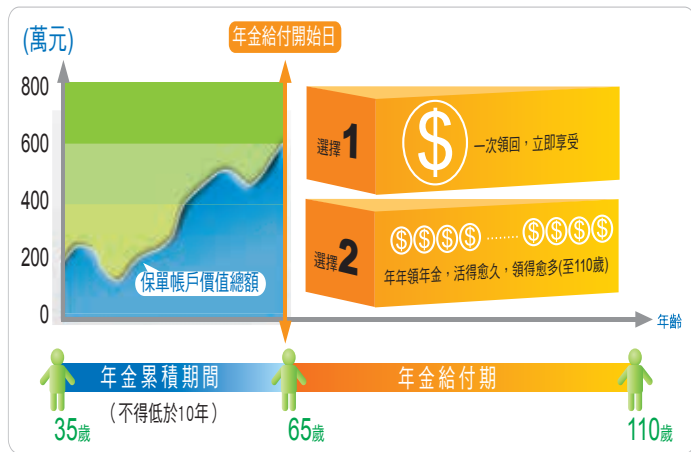 (萬元)
年金給付開始日
800
600
400
200
0
保單帳戶價值總額
選擇1
$
一次領回，立即享受
選擇2
$$$$ ········ $$$$
年年領年金，活得愈久，領得愈多(至110歲)
年齡
年金累積期間
年金給付期
（不得低於10年）
35歲
65歲
110歲